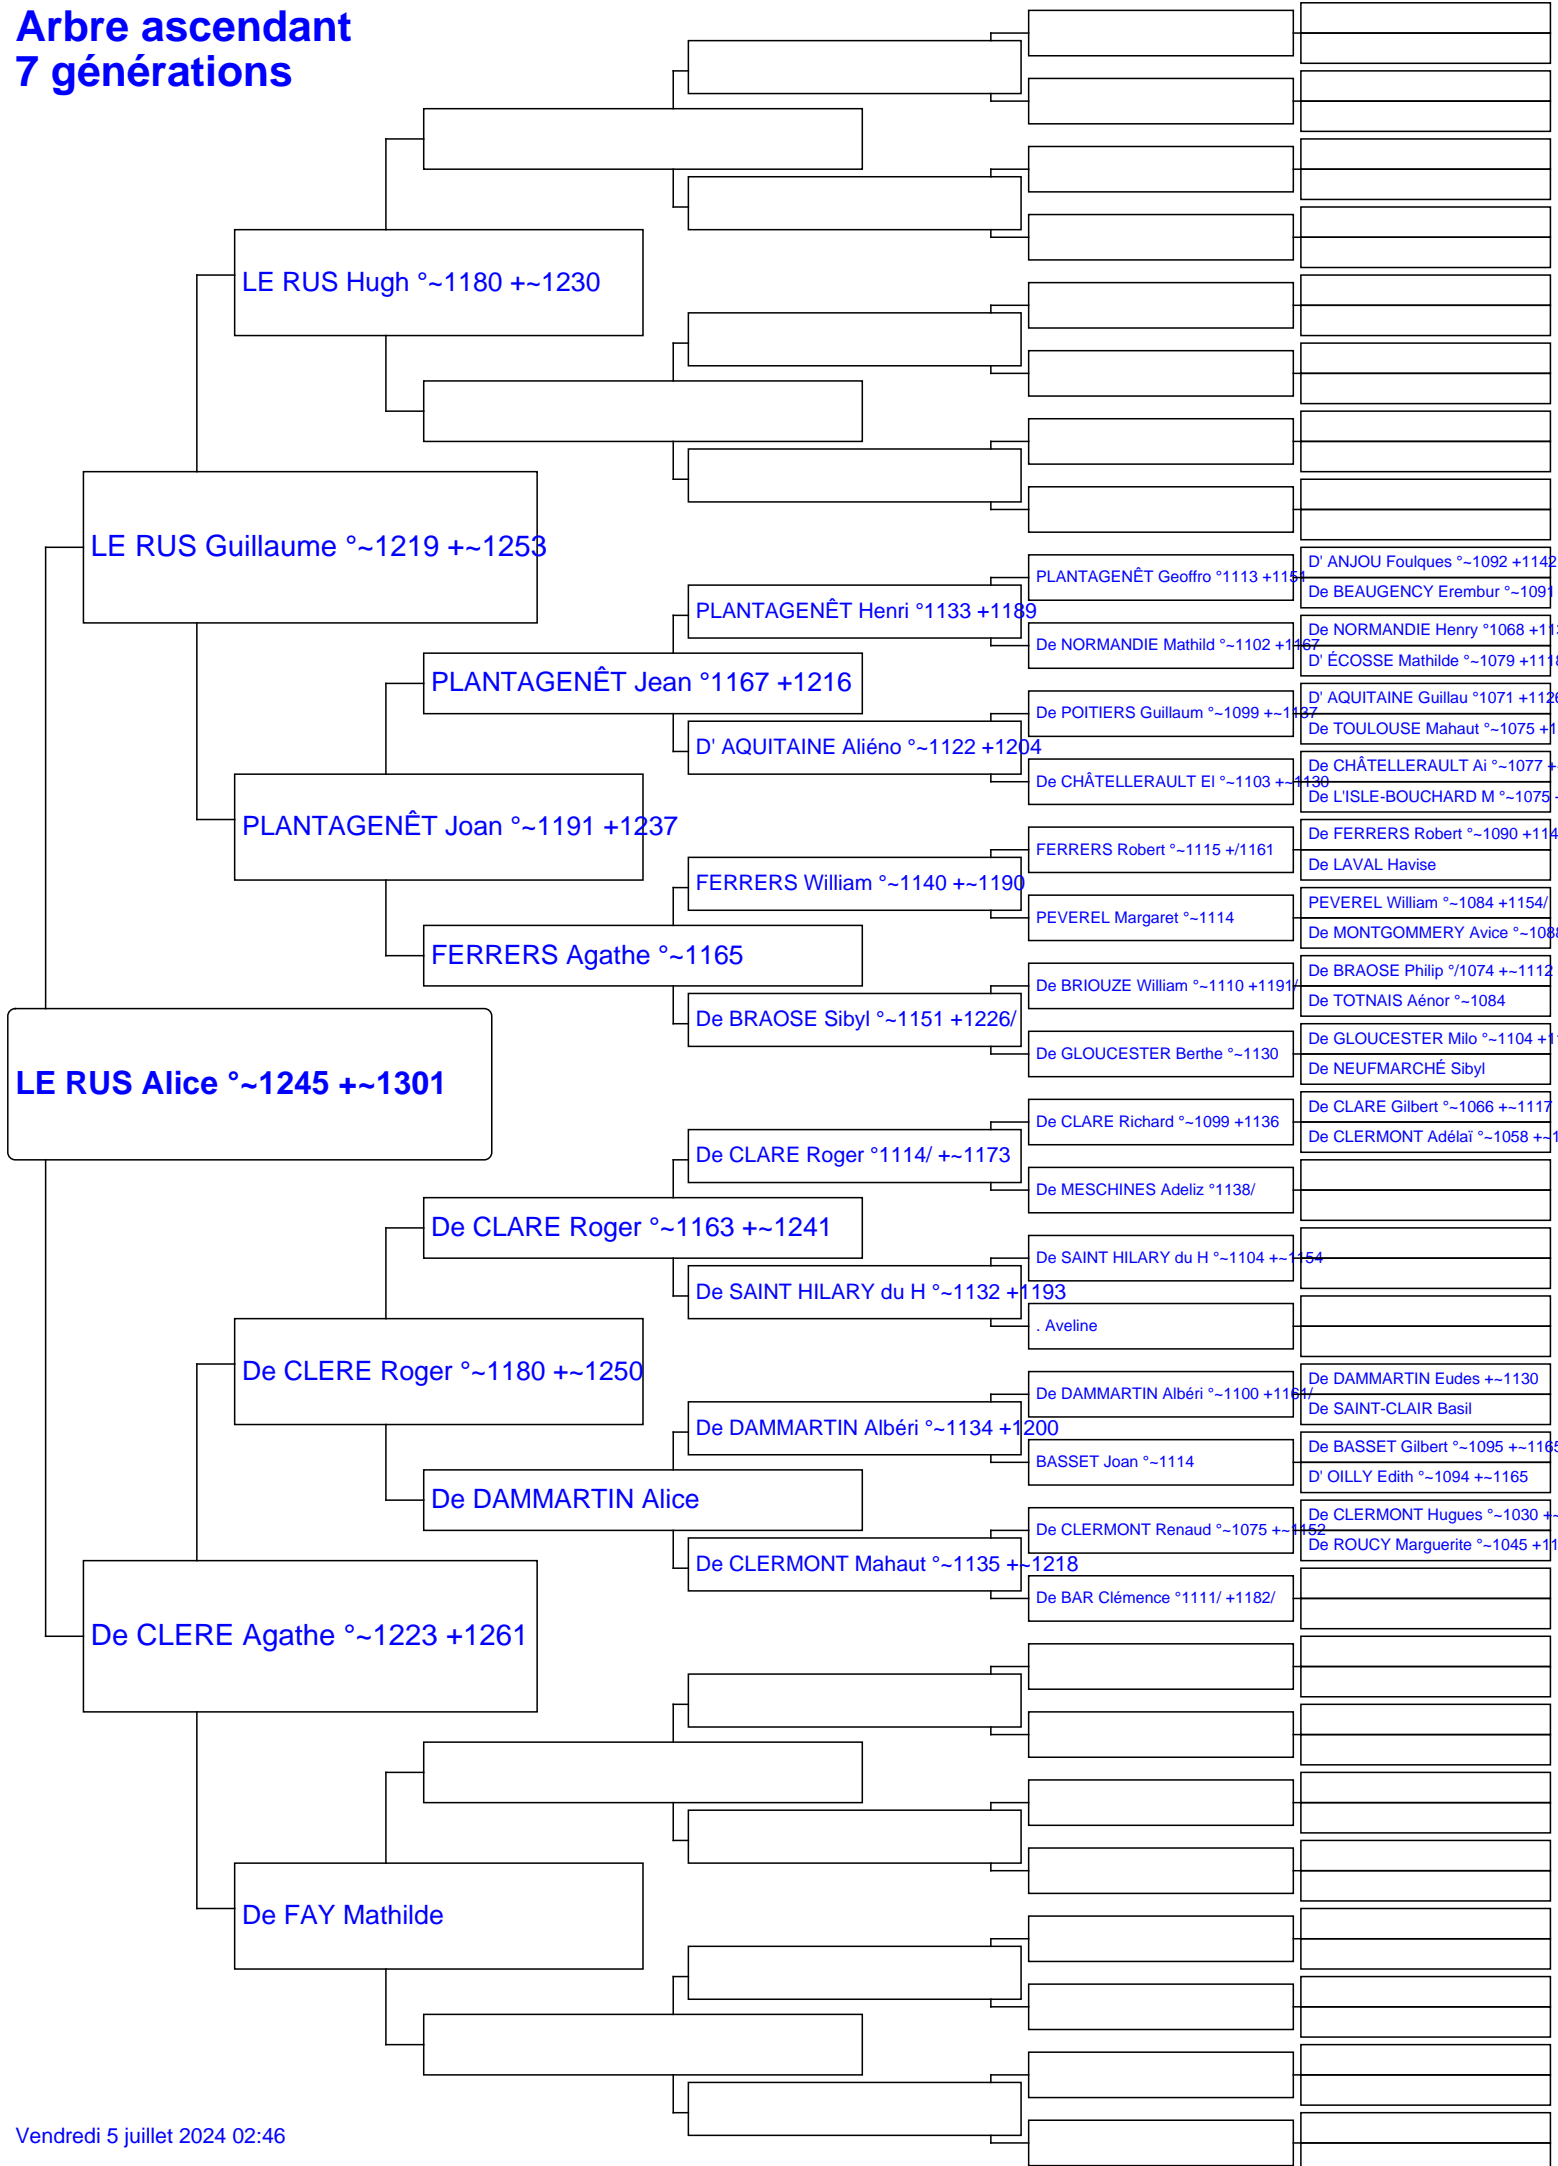 Arbre ascendant
7 générations
LE RUS Hugh °~1180 +~1230
LE RUS Guillaume °~1219 +~1253
D' ANJOU Foulques °~1092 +1142
PLANTAGENÊT Geoffro °1113 +1151
De BEAUGENCY Erembur °~1091
PLANTAGENÊT Henri °1133 +1189
De NORMANDIE Henry °1068 +113
De NORMANDIE Mathild °~1102 +1167
D' ÉCOSSE Mathilde °~1079 +1118
PLANTAGENÊT Jean °1167 +1216
D' AQUITAINE Guillau °1071 +1126
De POITIERS Guillaum °~1099 +~1137
De TOULOUSE Mahaut °~1075 +1
D' AQUITAINE Aliéno °~1122 +1204
De CHÂTELLERAULT Ai °~1077 +
De CHÂTELLERAULT El °~1103 +~1130
De L'ISLE-BOUCHARD M °~1075
PLANTAGENÊT Joan °~1191 +1237
De FERRERS Robert °~1090 +114
FERRERS Robert °~1115 +/1161
De LAVAL Havise
FERRERS William °~1140 +~1190
PEVEREL William °~1084 +1154/
PEVEREL Margaret °~1114
De MONTGOMMERY Avice °~1088
FERRERS Agathe °~1165
De BRAOSE Philip °/1074 +~1112
De BRIOUZE William °~1110 +1191/
De TOTNAIS Aénor °~1084
De BRAOSE Sibyl °~1151 +1226/
De GLOUCESTER Milo °~1104 +1
De GLOUCESTER Berthe °~1130
De NEUFMARCHÉ Sibyl
LE RUS Alice °~1245 +~1301
De CLARE Gilbert °~1066 +~1117
De CLARE Richard °~1099 +1136
De CLERMONT Adélaï °~1058 +~1
De CLARE Roger °1114/ +~1173
De MESCHINES Adeliz °1138/
De CLARE Roger °~1163 +~1241
De SAINT HILARY du H °~1104 +~1154
De SAINT HILARY du H °~1132 +1193
. Aveline
De CLERE Roger °~1180 +~1250
De DAMMARTIN Eudes +~1130
De DAMMARTIN Albéri °~1100 +1161/
De SAINT-CLAIR Basil
De DAMMARTIN Albéri °~1134 +1200
De BASSET Gilbert °~1095 +~1165
BASSET Joan °~1114
D' OILLY Edith °~1094 +~1165
De DAMMARTIN Alice
De CLERMONT Hugues °~1030 +~
De CLERMONT Renaud °~1075 +~1152
De ROUCY Marguerite °~1045 +11
De CLERMONT Mahaut °~1135 +~1218
De BAR Clémence °1111/ +1182/
De CLERE Agathe °~1223 +1261
De FAY Mathilde
Vendredi 5 juillet 2024 02:46